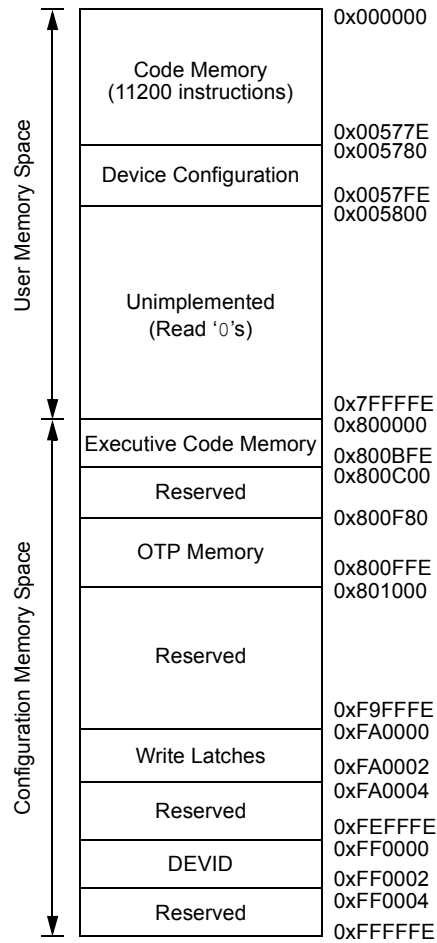 0x000000
Code Memory
(11200 instructions)
0x00577E
0x005780
Device Configuration
0x0057FE
0x005800
User Memory Space
Unimplemented
(Read ‘0’s)
0x7FFFFE
0x800000
Executive Code Memory
0x800BFE
0x800C00
Reserved
0x800F80
OTP Memory
0x800FFE
0x801000
Configuration Memory Space
Reserved
0xF9FFFE
0xFA0000
Write Latches
0xFA0002
0xFA0004
Reserved
0xFEFFFE
0xFF0000
DEVID
0xFF0002
0xFF0004
Reserved
0xFFFFFE